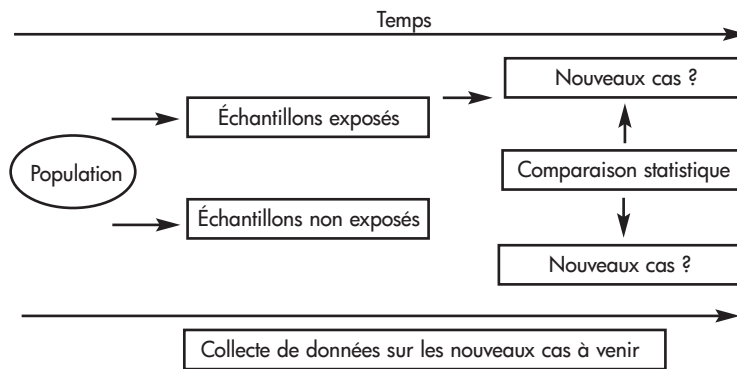 Temps
Nouveaux cas ?
Échantillons exposés
Population
Comparaison statistique
Échantillons non exposés
Nouveaux cas ?
Collecte de données sur les nouveaux cas à venir